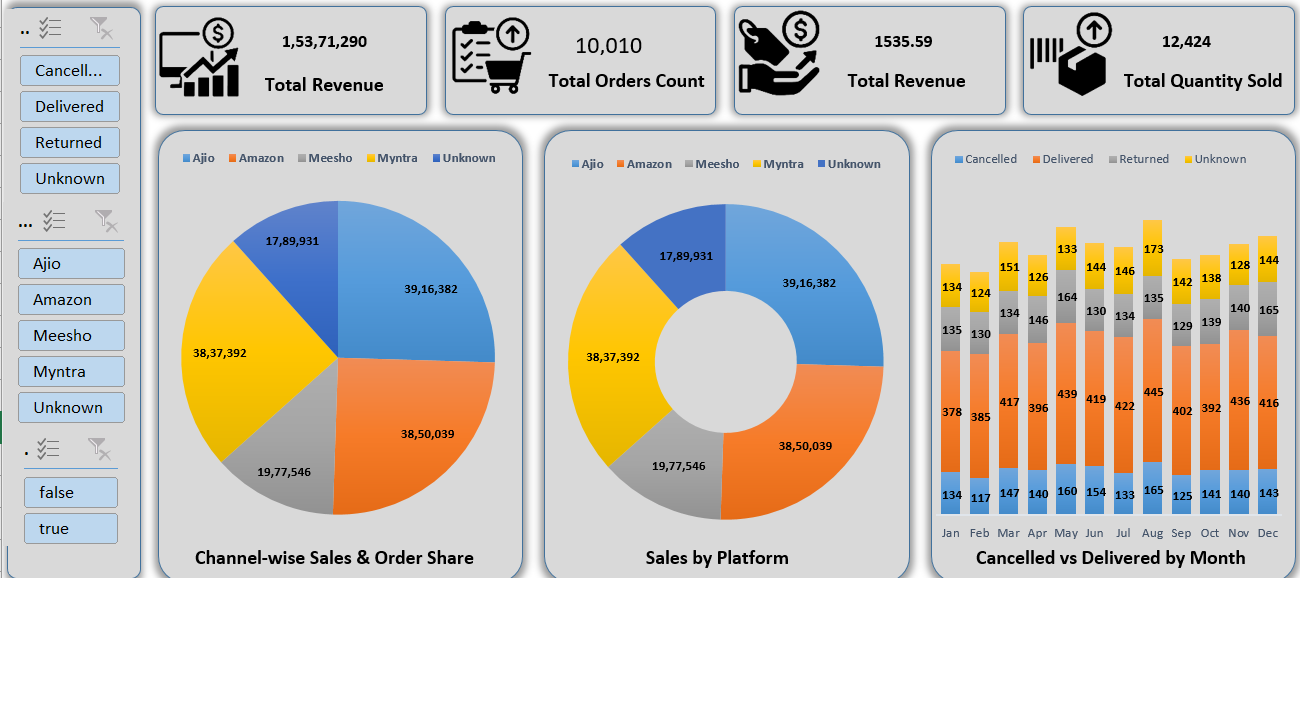 ..
Cancell...
Delivered
Returned
Unknown
...
Ajio
Amazon
Meesho
Myntra
Unknown
.
false
true
$
1,53,71,290
Total Revenue
10,010
Total Orders Count
$
1535.59
Total Revenue
12,424
Total Quantity Sold
Ajio Amazon Meesho Myntra Unknown
17,89,931
39,16,382
38,37,392
38,50,039
19,77,546
Channel-wise Sales & Order Share
Ajio Amazon Meesho Myntra Unknown
17,89,931
39,16,382
38,37,392
38,50,039
19,77,546
Sales by Platform
Cancelled Delivered Returned Unknown
134 124 151 126 133 144 146 173 142 138 128 144
135 130 134 146 164 130 134 135 129 139 140 165
378 385 417 396 439 419 422 445 402 392 436 416
134 117 147 140 160 154 133 165 125 141 140 143
Jan Feb Mar Apr May Jun Jul Aug Sep Oct Nov Dec
Cancelled vs Delivered by Month